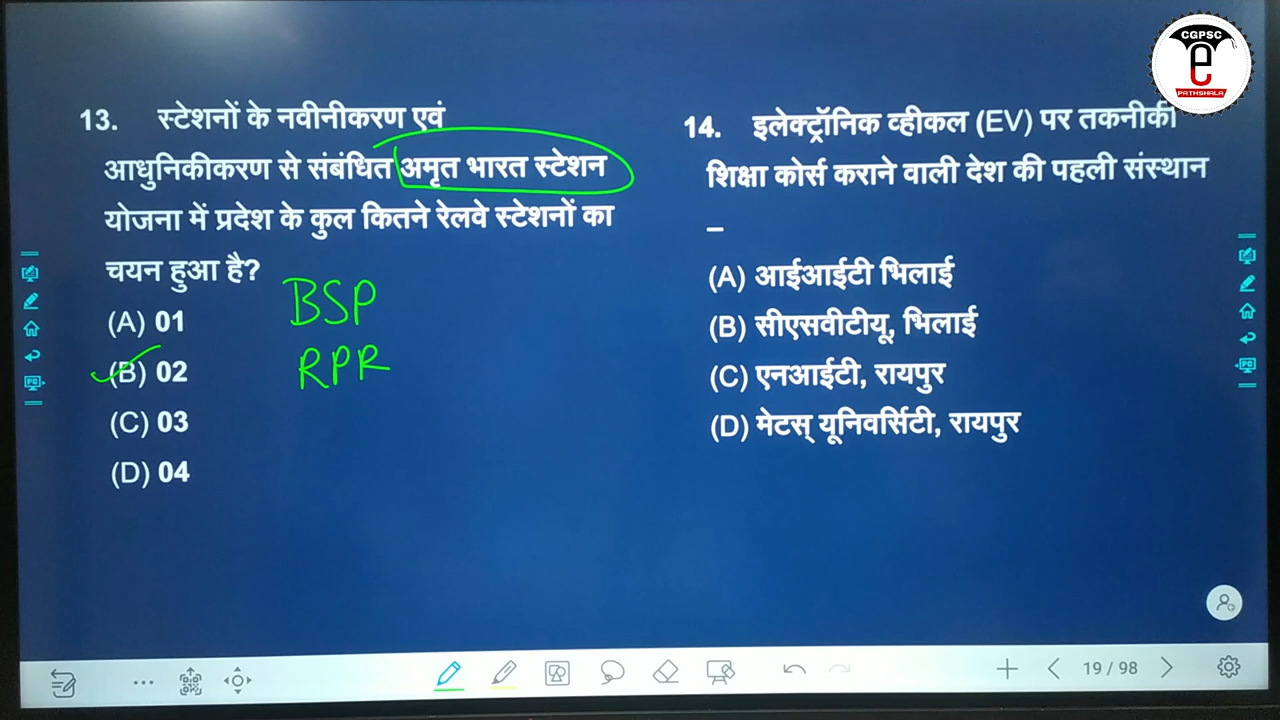 CGPSC
e
PATHSHALA
13. स्टेशनों के नवीनीकरण एवं
आधुनिकीकरण से संबंधित अमृत भारत स्टेशन
योजना में प्रदेश के कुल कितने रेलवे स्टेशनों का
चयन हुआ है?
BSP
(A) 01
RPR
(B) 02
(C) 03
(D) 04
14. इलेक्ट्रॉनिक व्हीकल (EV) पर तकनीकी
शिक्षा कोर्स कराने वाली देश की पहली संस्थान
–
(A) आईआईटी भिलाई
(B) सीएसवीटीयू, भिलाई
(C) एनआईटी, रायपुर
(D) मेटस् यूनिवर्सिटी, रायपुर
19 / 98